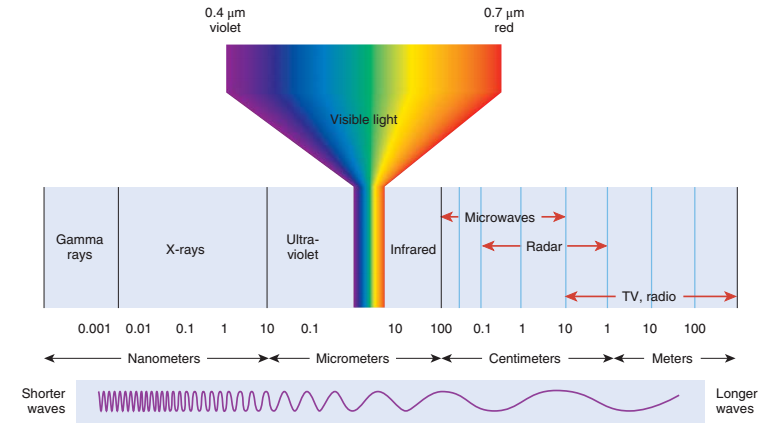 0.4 μm
violet
0.7 μm
red
Visible light
Gamma
rays
X-rays
Ultra-
violet
Infrared
Microwaves
Radar
TV, radio
0.001 0.01 0.1 1 10 0.1 10 100 0.1 1 10 1 10 100
Nanometers Micrometers Centimeters Meters
Shorter
waves
Longer
waves